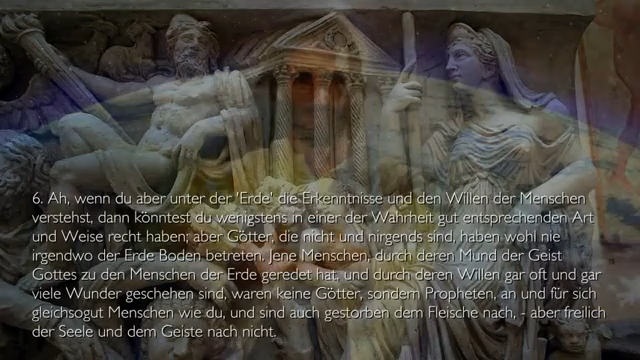 6. Ah, wenn du aber unter der 'Erde' die Erkenntnisse und den Willen der Menschen
verstehst, dann könntest du wenigstens in einer der Wahrheit gut entsprechenden Art
und Weise recht haben; aber Götter, die nicht und nirgends sind, haben wohl nie
irgendwo der Erde Boden betreten. Jene Menschen, durch deren Mund der Geist
Gottes zu den Menschen der Erde geredet hat, und durch deren Willen gar oft und gar
viele Wunder geschehen sind, waren keine Götter, sondern Propheten, an und für sich
gleichsogut Menschen wie du, und sind auch gestorben dem Fleische nach, - aber freilich
der Seele und dem Geiste nach nicht.